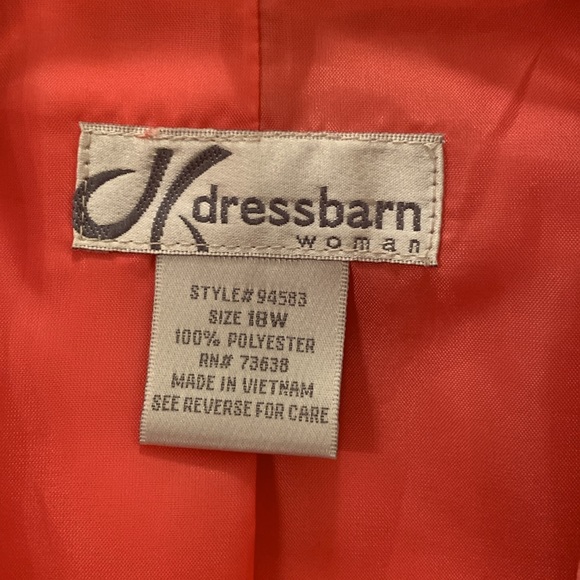 dressbarn
woman
STYLE# 94583
SIZE 18W
100% POLYESTER
RN# 73638
MADE IN VIETNAM
SEE REVERSE FOR CARE